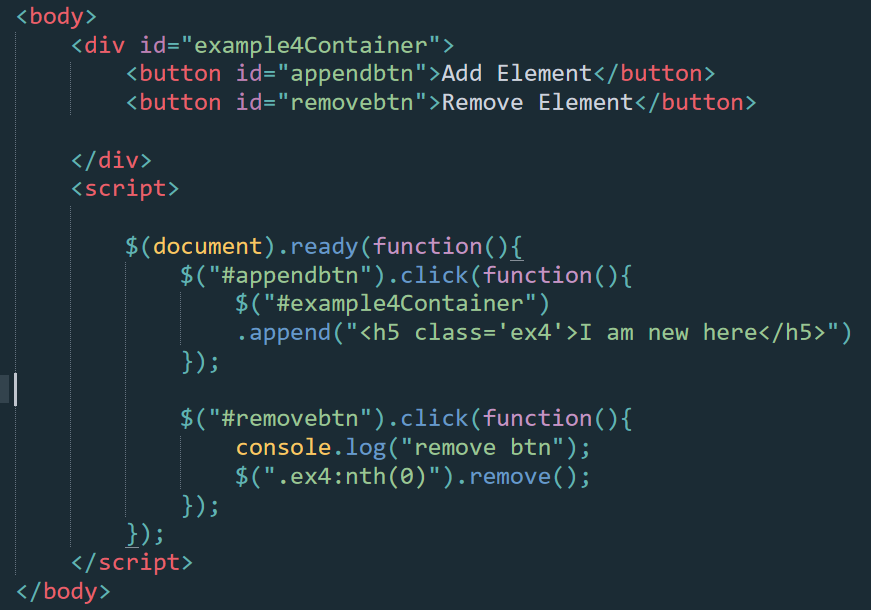 <body>
    <div id="example4Container">
        <button id="appendbtn">Add Element</button>
        <button id="removebtn">Remove Element</button>

    </div>
    <script>

        $(document).ready(function(){
            $("#appendbtn").click(function(){
                $("#example4Container")
                .append("<h5 class='ex4'>I am new here</h5>")
            });

            $("#removebtn").click(function(){
                console.log("remove btn");
                $(".ex4:nth(0)").remove();
            });
        });
    </script>
</body>